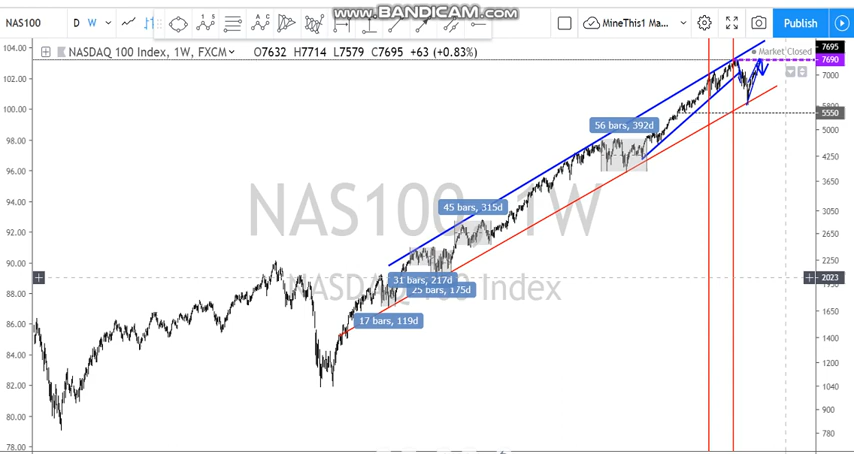 WWW.BANDICAM.COM
NAS100
D W
MineThis1 Ma...
Publish
NASDAQ 100 Index, 1W, FXCM
O7632 H7714 L7579 C7695 +63 (+0.83%)
Market Closed
104.00
102.00
100.00
98.00
96.00
94.00
92.00
90.00
88.00
86.00
84.00
82.00
80.00
78.00
7695
7690
7000
5800
5550
5000
4250
3650
3050
2650
2250
2023
1650
1400
1200
1040
900
780
56 bars, 392d
45 bars, 315d
31 bars, 217d
25 bars, 175d
17 bars, 119d
NAS100, 1W
NASDAQ 100 Index